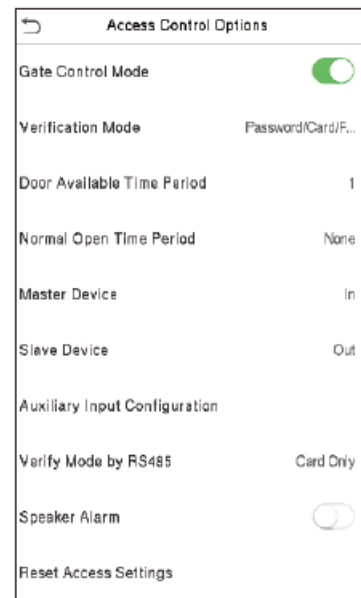 Access Control Options
Gate Control Mode
Verification Mode Password/Card/F...
Door Available Time Period 1
Normal Open Time Period None
Master Device In
Slave Device Out
Auxiliary Input Configuration
Verify Mode by RS485 Card Only
Speaker Alarm
Reset Access Settings